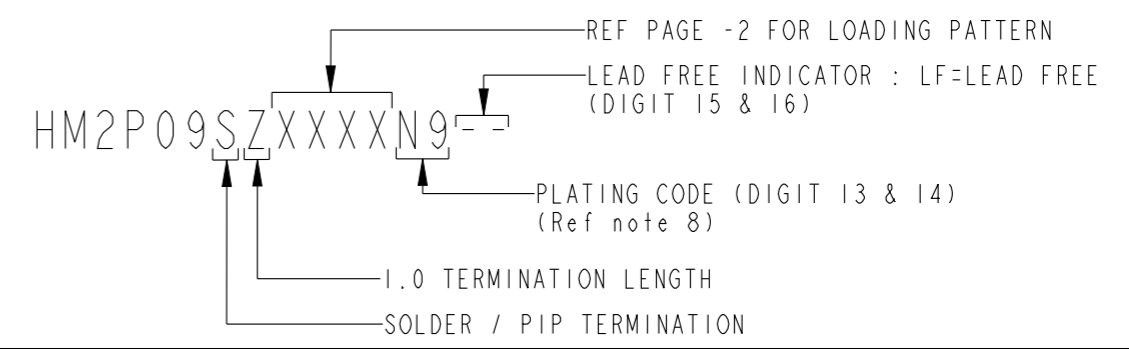 REF PAGE -2 FOR LOADING PATTERN
LEAD FREE INDICATOR : LF=LEAD FREE
(DIGIT 15 & 16)
HM2P09SZXXXXN9--
PLATING CODE (DIGIT 13 & 14)
(Ref note 8)
1.0 TERMINATION LENGTH
SOLDER / PIP TERMINATION